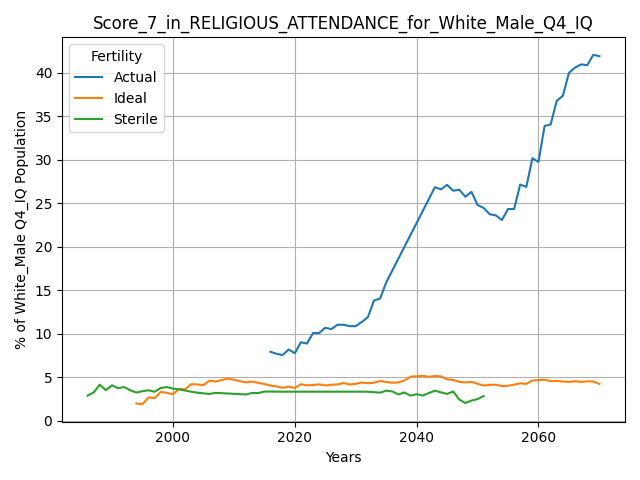 Score_7_in_RELIGIOUS_ATTENDANCE_for_White_Male_Q4_IQ
Fertility
Actual
Ideal
Sterile
% of White_Male Q4_IQ Population
40
35
30
25
20
15
10
5
0
2000
2020
2040
2060
Years